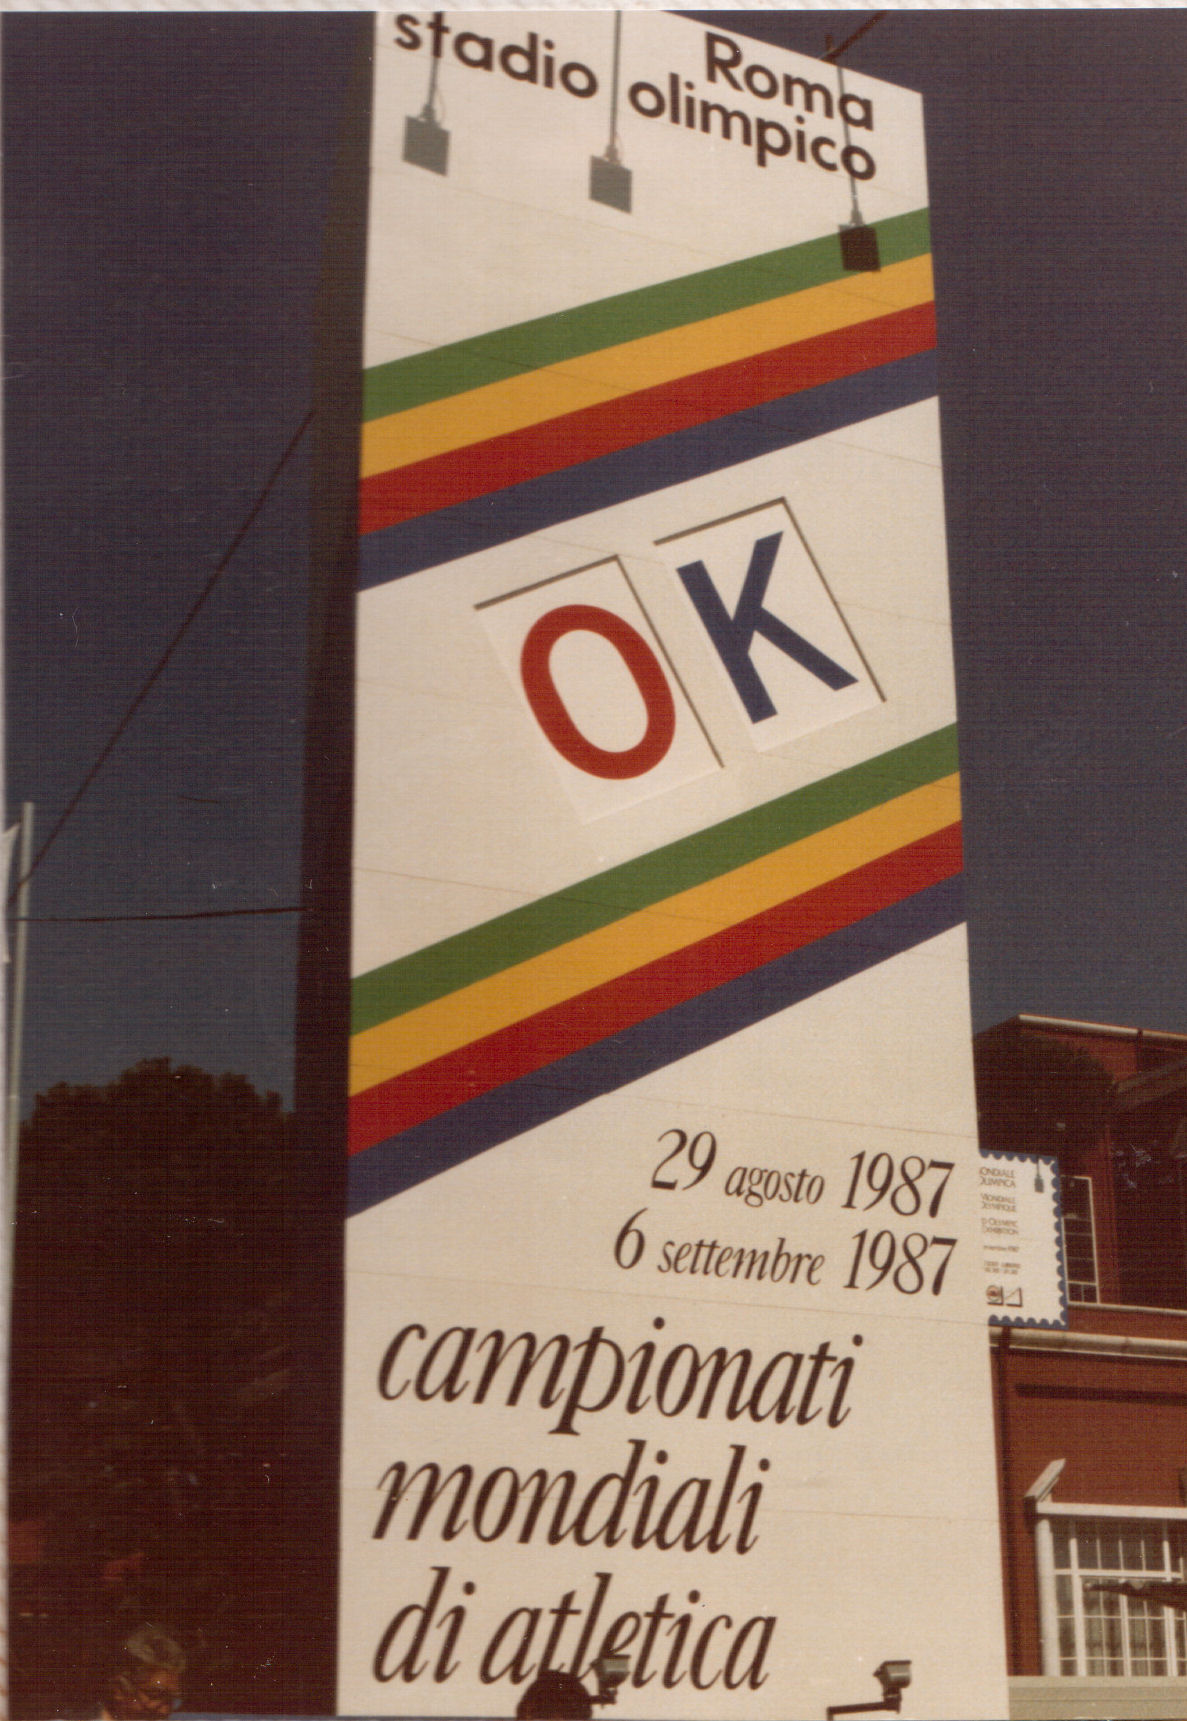 Roma
stadio olimpico
OK
29 agosto 1987
6 settembre 1987
campionati
mondiali
di atletica